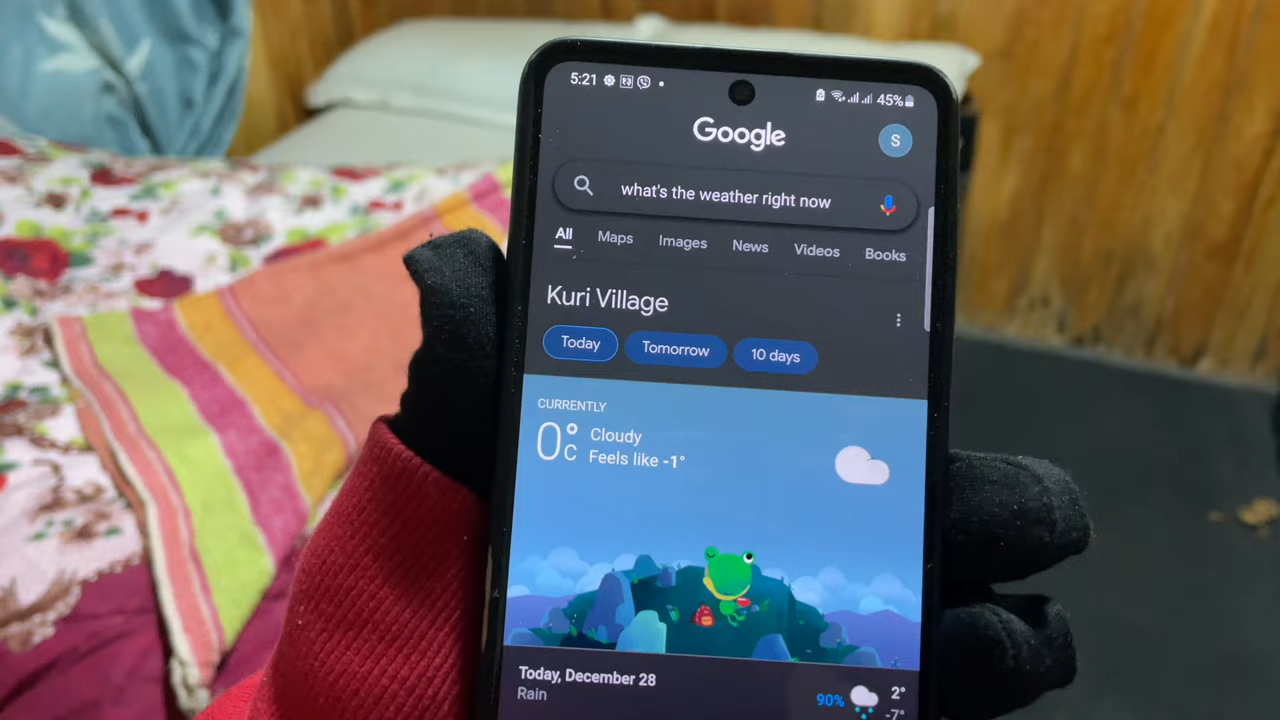 5:21
45%
Google
S
what's the weather right now
All Maps Images News Videos Books
Kuri Village
Today Tomorrow 10 days
CURRENTLY
0°C Cloudy
Feels like -1°
Today, December 28
Rain
90% 2°
-7°